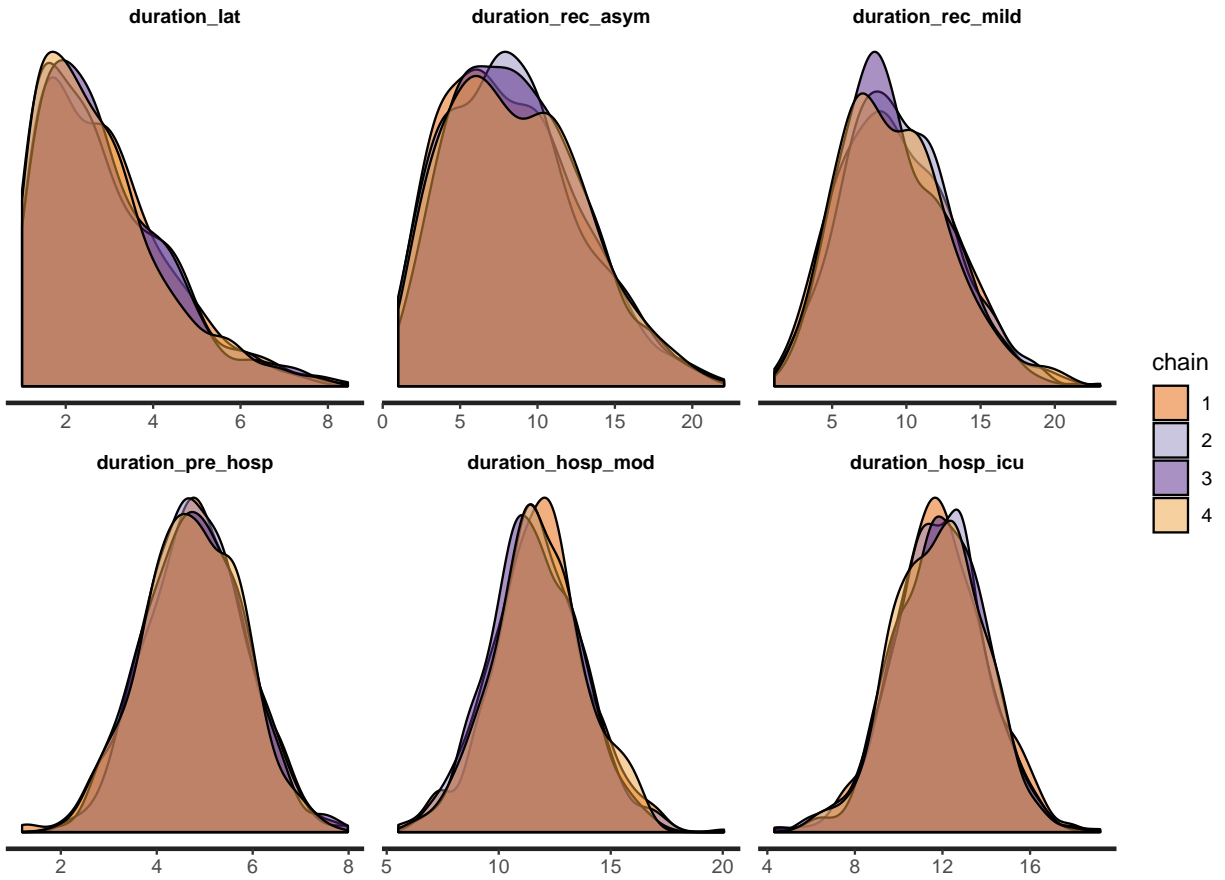 duration_lat
duration_rec_asym
duration_rec_mild
2 4 6 8
0 5 10 15 20
5 10 15 20
duration_pre_hosp
duration_hosp_mod
duration_hosp_icu
2 4 6 8
5 10 15 20
4 8 12 16
chain
1
2
3
4